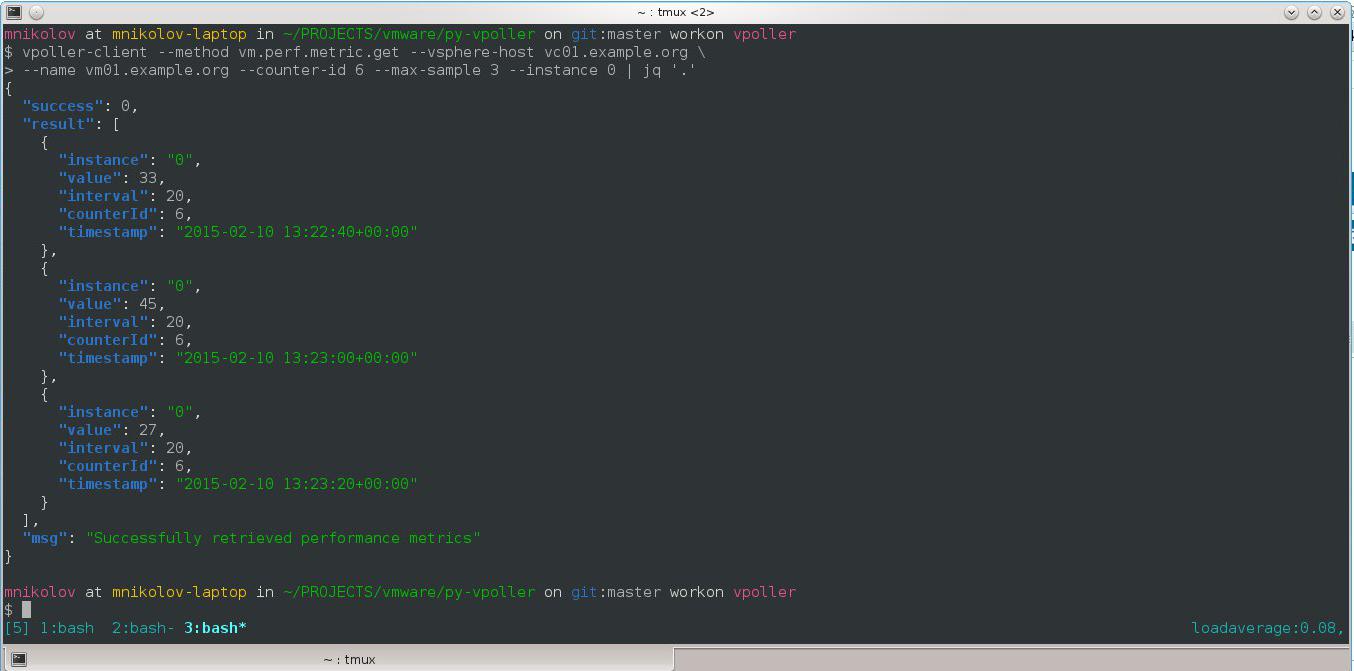 ~ : tmux <2>
mnikolov at mnikolov-laptop in ~/PROJECTS/vmware/py-vpoller on git:master workon vpoller
$ vpoller-client --method vm.perf.metric.get --vsphere-host vc01.example.org \
> --name vm01.example.org --counter-id 6 --max-sample 3 --instance 0 | jq '.'
{
  "success": 0,
  "result": [
    {
      "instance": "0",
      "value": 33,
      "interval": 20,
      "counterId": 6,
      "timestamp": "2015-02-10 13:22:40+00:00"
    },
    {
      "instance": "0",
      "value": 45,
      "interval": 20,
      "counterId": 6,
      "timestamp": "2015-02-10 13:23:00+00:00"
    },
    {
      "instance": "0",
      "value": 27,
      "interval": 20,
      "counterId": 6,
      "timestamp": "2015-02-10 13:23:20+00:00"
    }
  ],
  "msg": "Successfully retrieved performance metrics"
}
mnikolov at mnikolov-laptop in ~/PROJECTS/vmware/py-vpoller on git:master workon vpoller
$
[5] 1:bash  2:bash- 3:bash* loadaverage:0.08,
~ : tmux